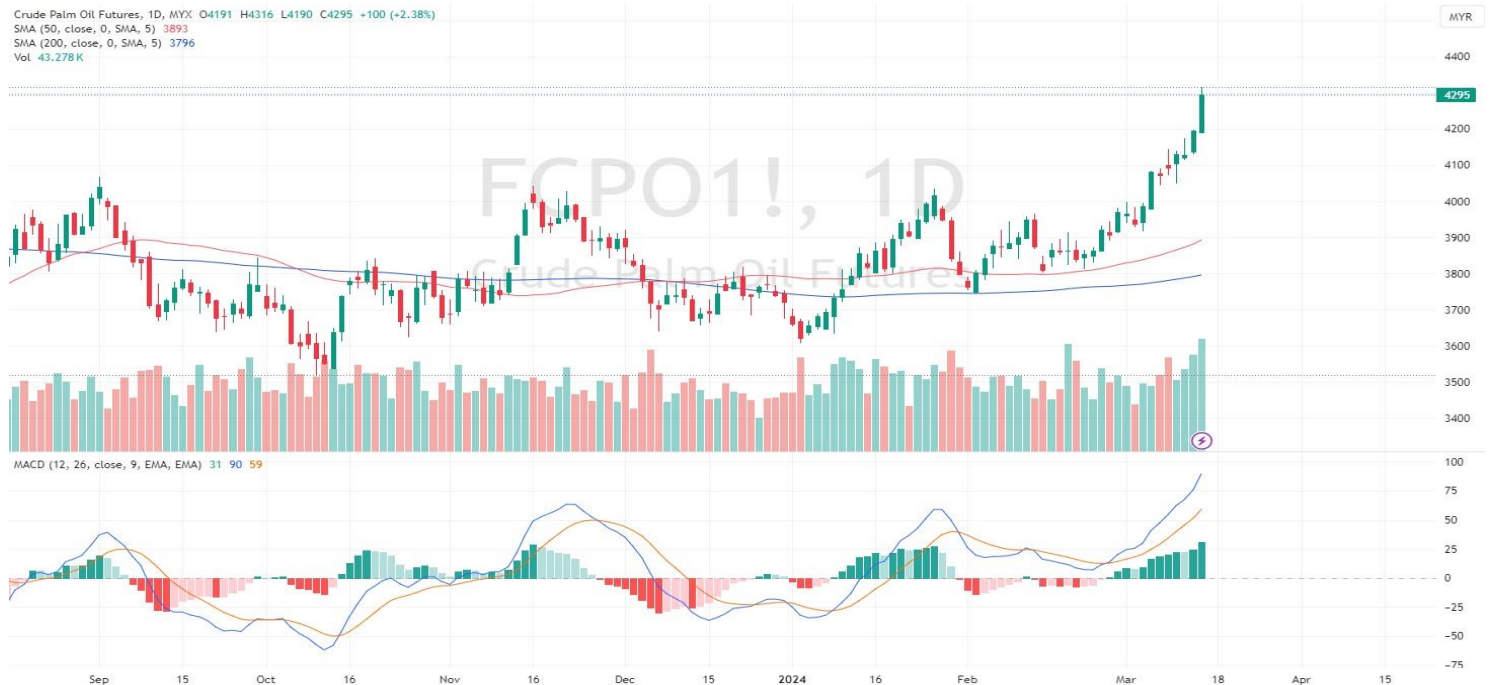 Crude Palm Oil Futures, 1D, MYX O4191 H4316 L4190 C4295 +100 (+2.38%)
SMA (50, close, 0, SMA, 5) 3893
SMA (200, close, 0, SMA, 5) 3796
Vol 43.278K
MYR
FCPO1!, 1D
Crude Palm Oil Futures
4400
4295
4200
4100
4000
3900
3800
3700
3600
3500
3400
MACD (12, 26, close, 9, EMA, EMA) 31 90 59
100
75
50
25
0
−25
−50
−75
Sep 15 Oct 16 Nov 16 Dec 15 2024 16 Feb Mar 18 Apr 15